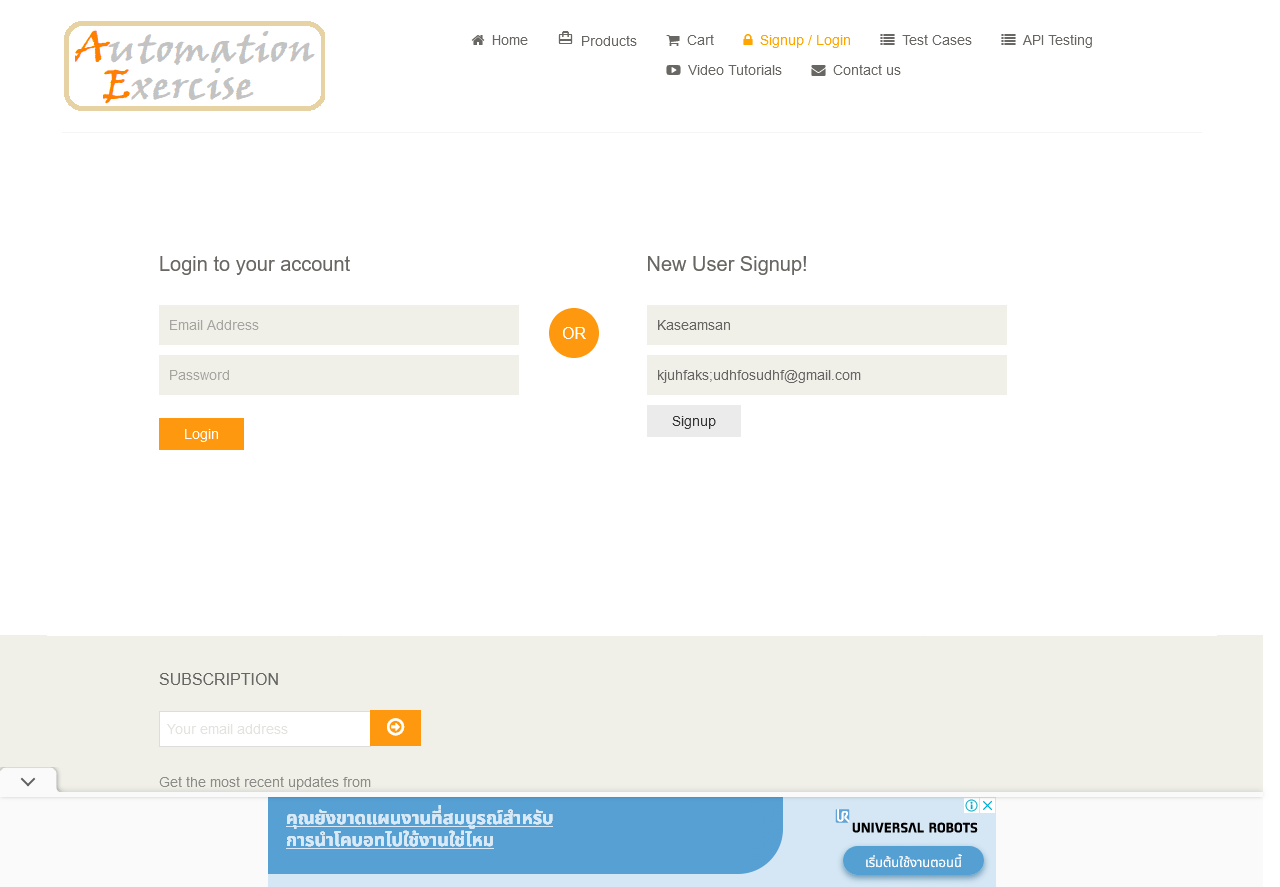 Automation
Exercise
Home
Products
Cart
Signup / Login
Test Cases
API Testing
Video Tutorials
Contact us
Login to your account
Email Address
Password
Login
OR
New User Signup!
Kaseamsan
kjuhfaks;udhfosudhf@gmail.com
Signup
SUBSCRIPTION
Your email address
Get the most recent updates from
คุณยังขาดแผนงานที่สมบูรณ์สำหรับ
การนำโคบอทไปใช้งานใช่ไหม
UR
UNIVERSAL ROBOTS
เริ่มต้นใช้งานตอนนี้